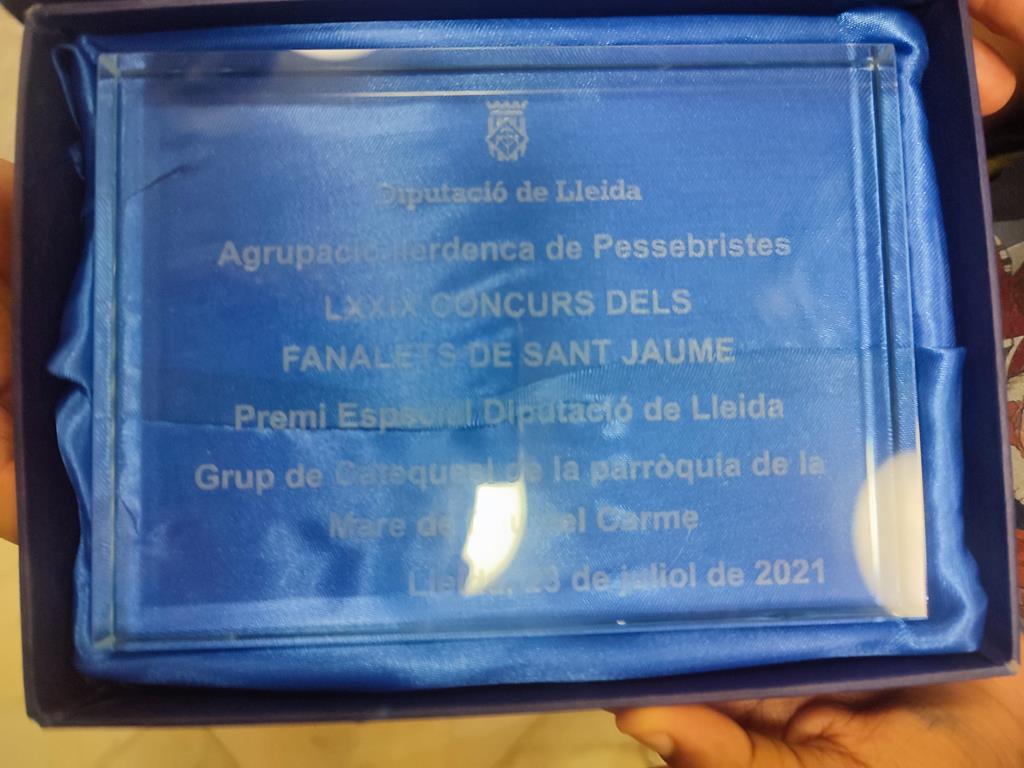 Diputació de Lleida
Agrupació Ilerdenca de Pessebristes
LXXIX CONCURS DELS
FANALETS DE SANT JAUME
Premi Especial Diputació de Lleida
Grup de Catequesi de la parròquia de la
Mare de Déu del Carme
Lleida, 23 de juliol de 2021